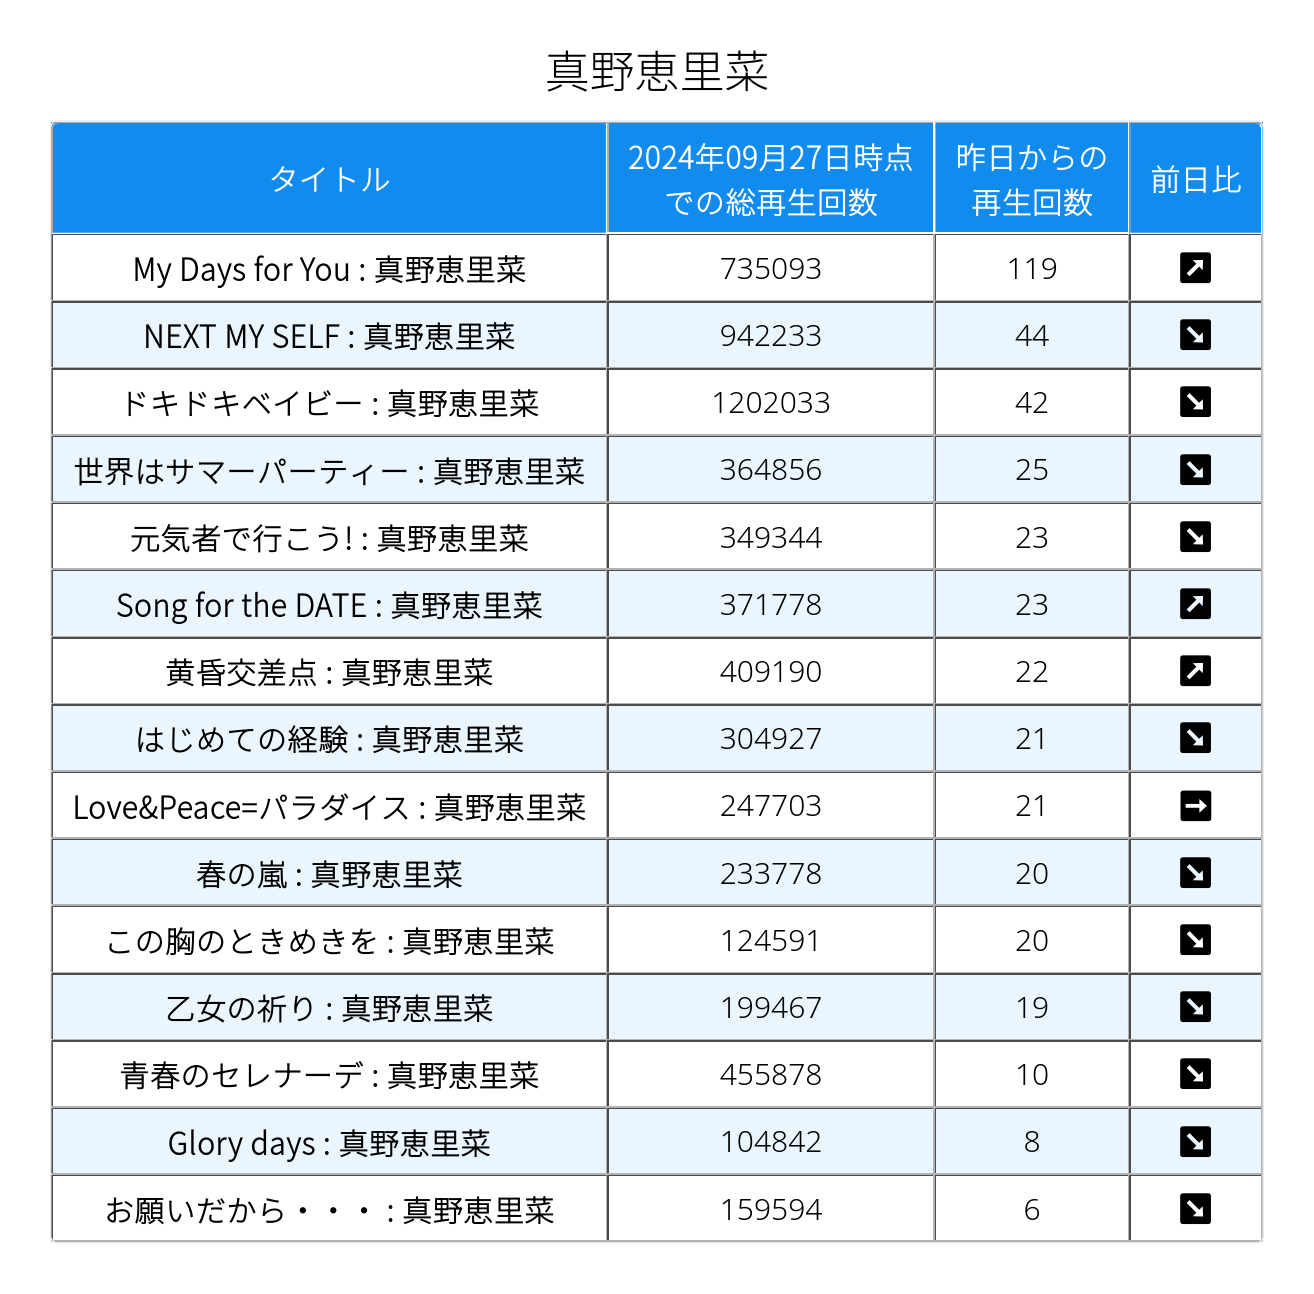 真野恵里菜
タイトル
2024年09月27日時点
での総再生回数
昨日からの
再生回数
前日比
My Days for You : 真野恵里菜 735093 119 ↗
NEXT MY SELF : 真野恵里菜 942233 44 ↘
ドキドキベイビー : 真野恵里菜 1202033 42 ↘
世界はサマーパーティー : 真野恵里菜 364856 25 ↘
元気者で行こう! : 真野恵里菜 349344 23 ↘
Song for the DATE : 真野恵里菜 371778 23 ↗
黄昏交差点 : 真野恵里菜 409190 22 ↗
はじめての経験 : 真野恵里菜 304927 21 ↘
Love&Peace=パラダイス : 真野恵里菜 247703 21 →
春の嵐 : 真野恵里菜 233778 20 ↘
この胸のときめきを : 真野恵里菜 124591 20 ↘
乙女の祈り : 真野恵里菜 199467 19 ↘
青春のセレナーデ : 真野恵里菜 455878 10 ↘
Glory days : 真野恵里菜 104842 8 ↘
お願いだから・・・ : 真野恵里菜 159594 6 ↘